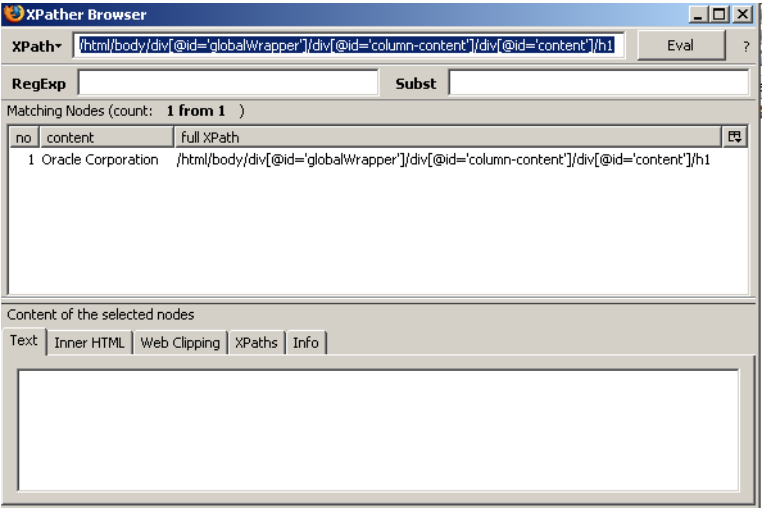 XPather Browser
XPath /html/body/div[@id='globalWrapper']/div[@id='column-content']/div[@id='content']/h1 Eval ?
RegExp Subst
Matching Nodes (count: 1 from 1 )
no content full XPath
1 Oracle Corporation /html/body/div[@id='globalWrapper']/div[@id='column-content']/div[@id='content']/h1
Content of the selected nodes
Text Inner HTML Web Clipping XPaths Info